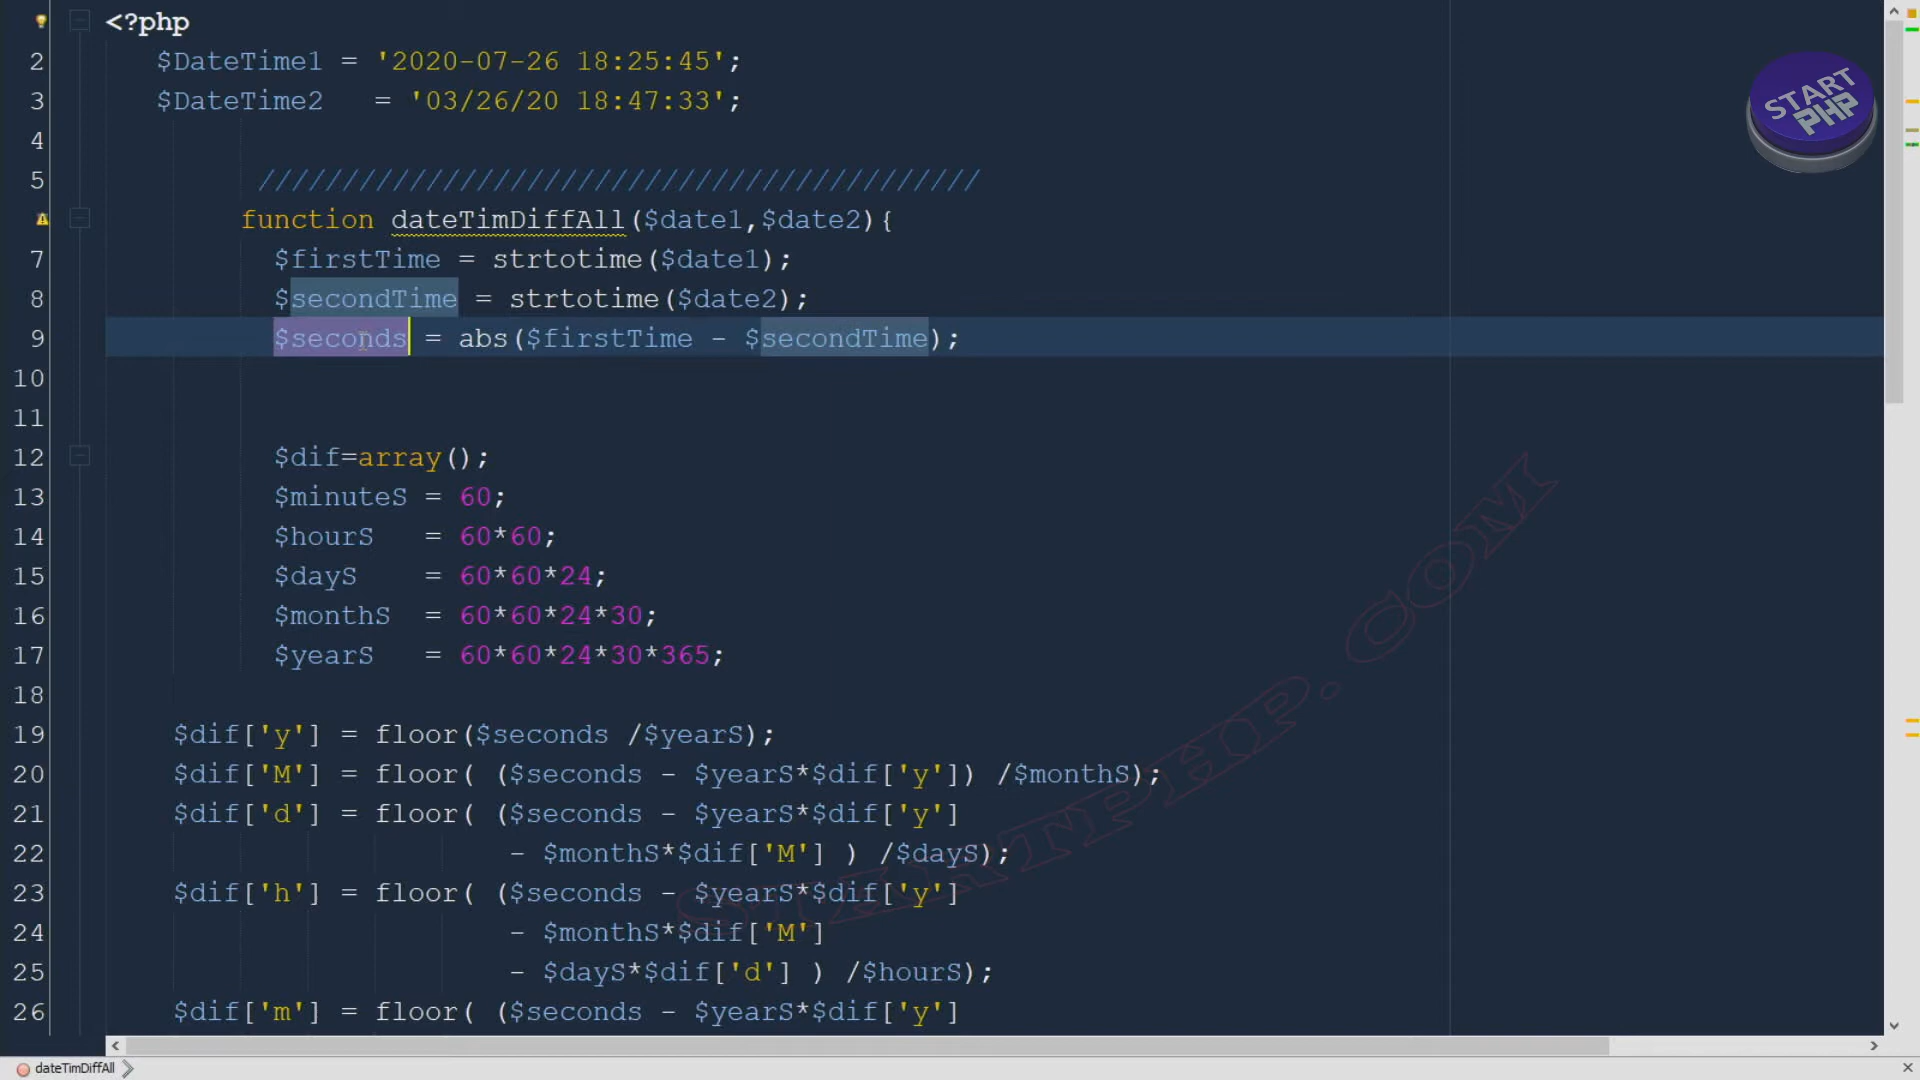 <?php
2 $DateTime1 = '2020-07-26 18:25:45';
3 $DateTime2   = '03/26/20 18:47:33';
4
5 ///////////////////////////////////////////
function dateTimDiffAll($date1,$date2){
7 $firstTime = strtotime($date1);
8 $secondTime = strtotime($date2);
9 $seconds = abs($firstTime - $secondTime);
10
11
12 $dif=array();
13 $minuteS = 60;
14 $hourS   = 60*60;
15 $dayS    = 60*60*24;
16 $monthS  = 60*60*24*30;
17 $yearS   = 60*60*24*30*365;
18
19 $dif['y'] = floor($seconds /$yearS);
20 $dif['M'] = floor( ($seconds - $yearS*$dif['y']) /$monthS);
21 $dif['d'] = floor( ($seconds - $yearS*$dif['y']
22 - $monthS*$dif['M'] ) /$dayS);
23 $dif['h'] = floor( ($seconds - $yearS*$dif['y']
24 - $monthS*$dif['M']
25 - $dayS*$dif['d'] ) /$hourS);
26 $dif['m'] = floor( ($seconds - $yearS*$dif['y']
dateTimDiffAll
START
PHP
STARTPHP.COM